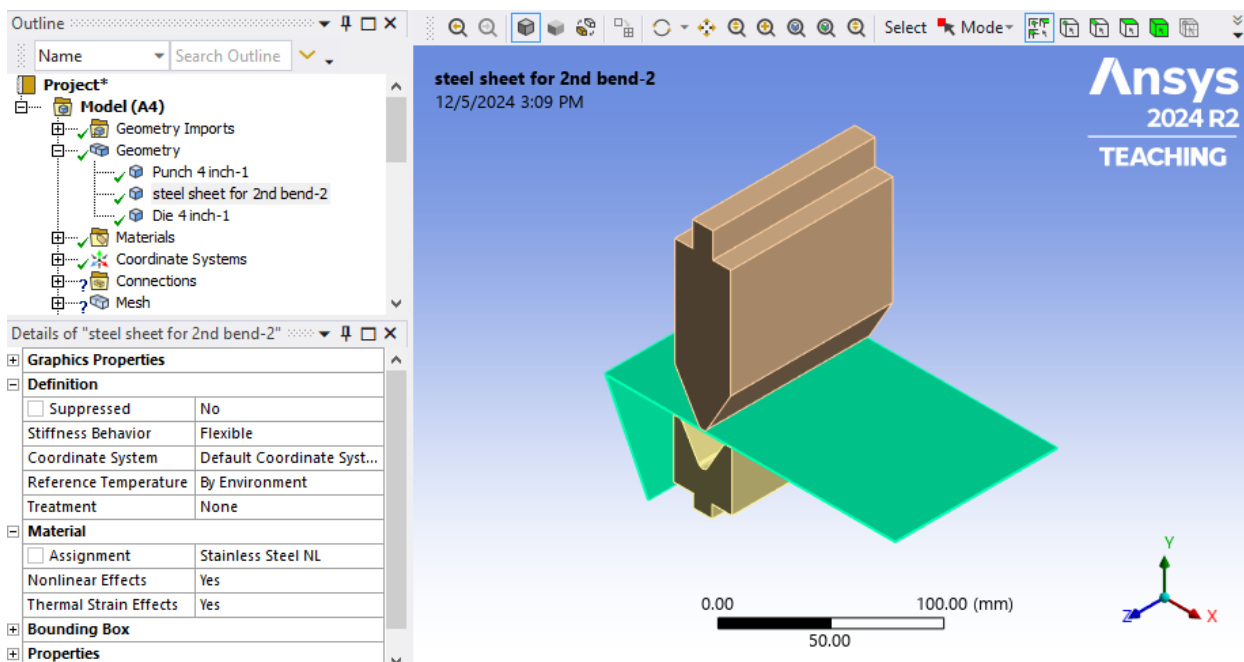 Outline
Name Search Outline
Project*
Model (A4)
Geometry Imports
Geometry
Punch 4 inch-1
steel sheet for 2nd bend-2
Die 4 inch-1
Materials
Coordinate Systems
Connections
Mesh
Details of "steel sheet for 2nd bend-2"
Graphics Properties
Definition
Suppressed No
Stiffness Behavior Flexible
Coordinate System Default Coordinate Syst...
Reference Temperature By Environment
Treatment None
Material
Assignment Stainless Steel NL
Nonlinear Effects Yes
Thermal Strain Effects Yes
Bounding Box
Properties
Select Mode
steel sheet for 2nd bend-2
12/5/2024 3:09 PM
Ansys
2024 R2
TEACHING
0.00 100.00 (mm)
50.00
Y
Z X